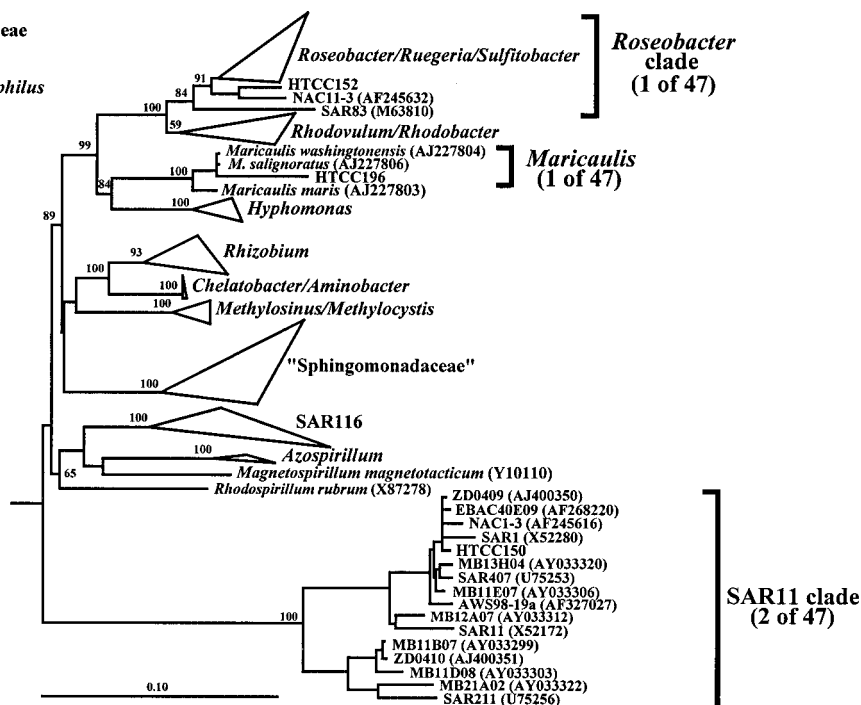 eae
philus
Roseobacter/Ruegeria/Sulfitobacter
Roseobacter
clade
(1 of 47)
91
HTCC152
84
NAC11-3 (AF245632)
100
SAR83 (M63810)
59
Rhodovulum/Rhodobacter
99
Maricaulis washingtonensis (AJ227804)
M. salignoratus (AJ227806)
100
HTCC196
84
Maricaulis maris (AJ227803)
Maricaulis
(1 of 47)
100
Hyphomonas
89
93
Rhizobium
100
100
Chelatobacter/Aminobacter
100
Methylosinus/Methylocystis
100
"Sphingomonadaceae"
100
SAR116
100
Azospirillum
65
Magnetospirillum magnetotacticum (Y10110)
Rhodospirillum rubrum (X87278)
ZD0409 (AJ400350)
EBAC40E09 (AF268220)
NAC1-3 (AF245616)
SAR1 (X52280)
HTCC150
MB13H04 (AY033320)
SAR407 (U75253)
MB11E07 (AY033306)
AWS98-19a (AF327027)
100
MB12A07 (AY033312)
SAR11 (X52172)
MB11B07 (AY033299)
ZD0410 (AJ400351)
MB11D08 (AY033303)
MB21A02 (AY033322)
SAR211 (U75256)
SAR11 clade
(2 of 47)
0.10